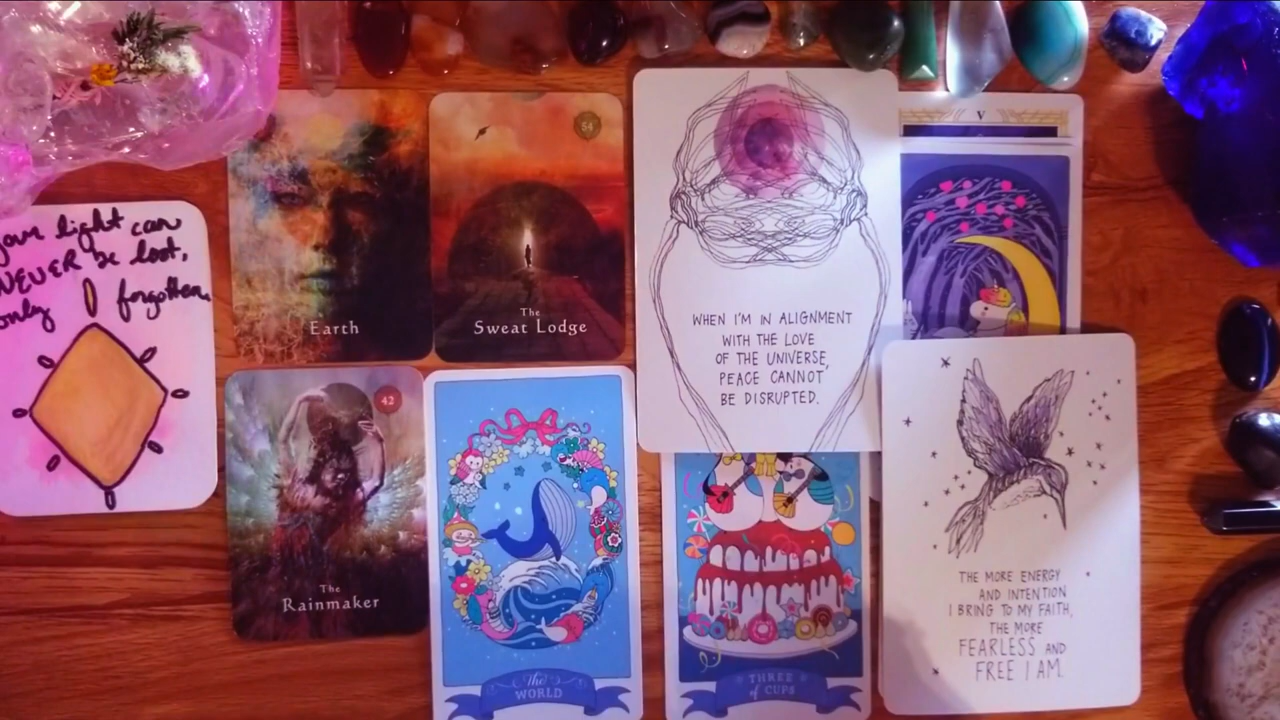 your light can
NEVER be lost,
only forgotten.
Earth
54
The
Sweat Lodge
42
The
Rainmaker
The
WORLD
WHEN I'M IN ALIGNMENT
WITH THE LOVE
OF THE UNIVERSE,
PEACE CANNOT
BE DISRUPTED.
V
THREE
of CUPS
THE MORE ENERGY
AND INTENTION
I BRING TO MY FAITH,
THE MORE
FEARLESS AND
FREE I AM.